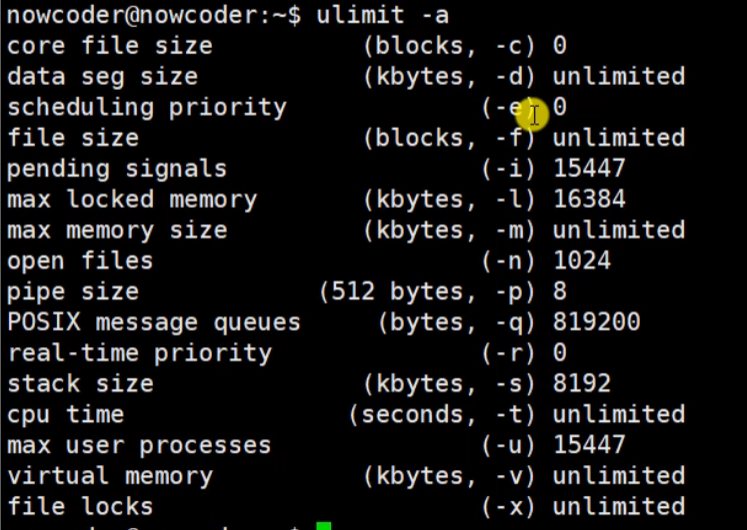 nowcoder@nowcoder:~$ ulimit -a
core file size (blocks, -c) 0
data seg size (kbytes, -d) unlimited
scheduling priority (-e) 0
file size (blocks, -f) unlimited
pending signals (-i) 15447
max locked memory (kbytes, -l) 16384
max memory size (kbytes, -m) unlimited
open files (-n) 1024
pipe size (512 bytes, -p) 8
POSIX message queues (bytes, -q) 819200
real-time priority (-r) 0
stack size (kbytes, -s) 8192
cpu time (seconds, -t) unlimited
max user processes (-u) 15447
virtual memory (kbytes, -v) unlimited
file locks (-x) unlimited
nowcoder@nowcoder:~$